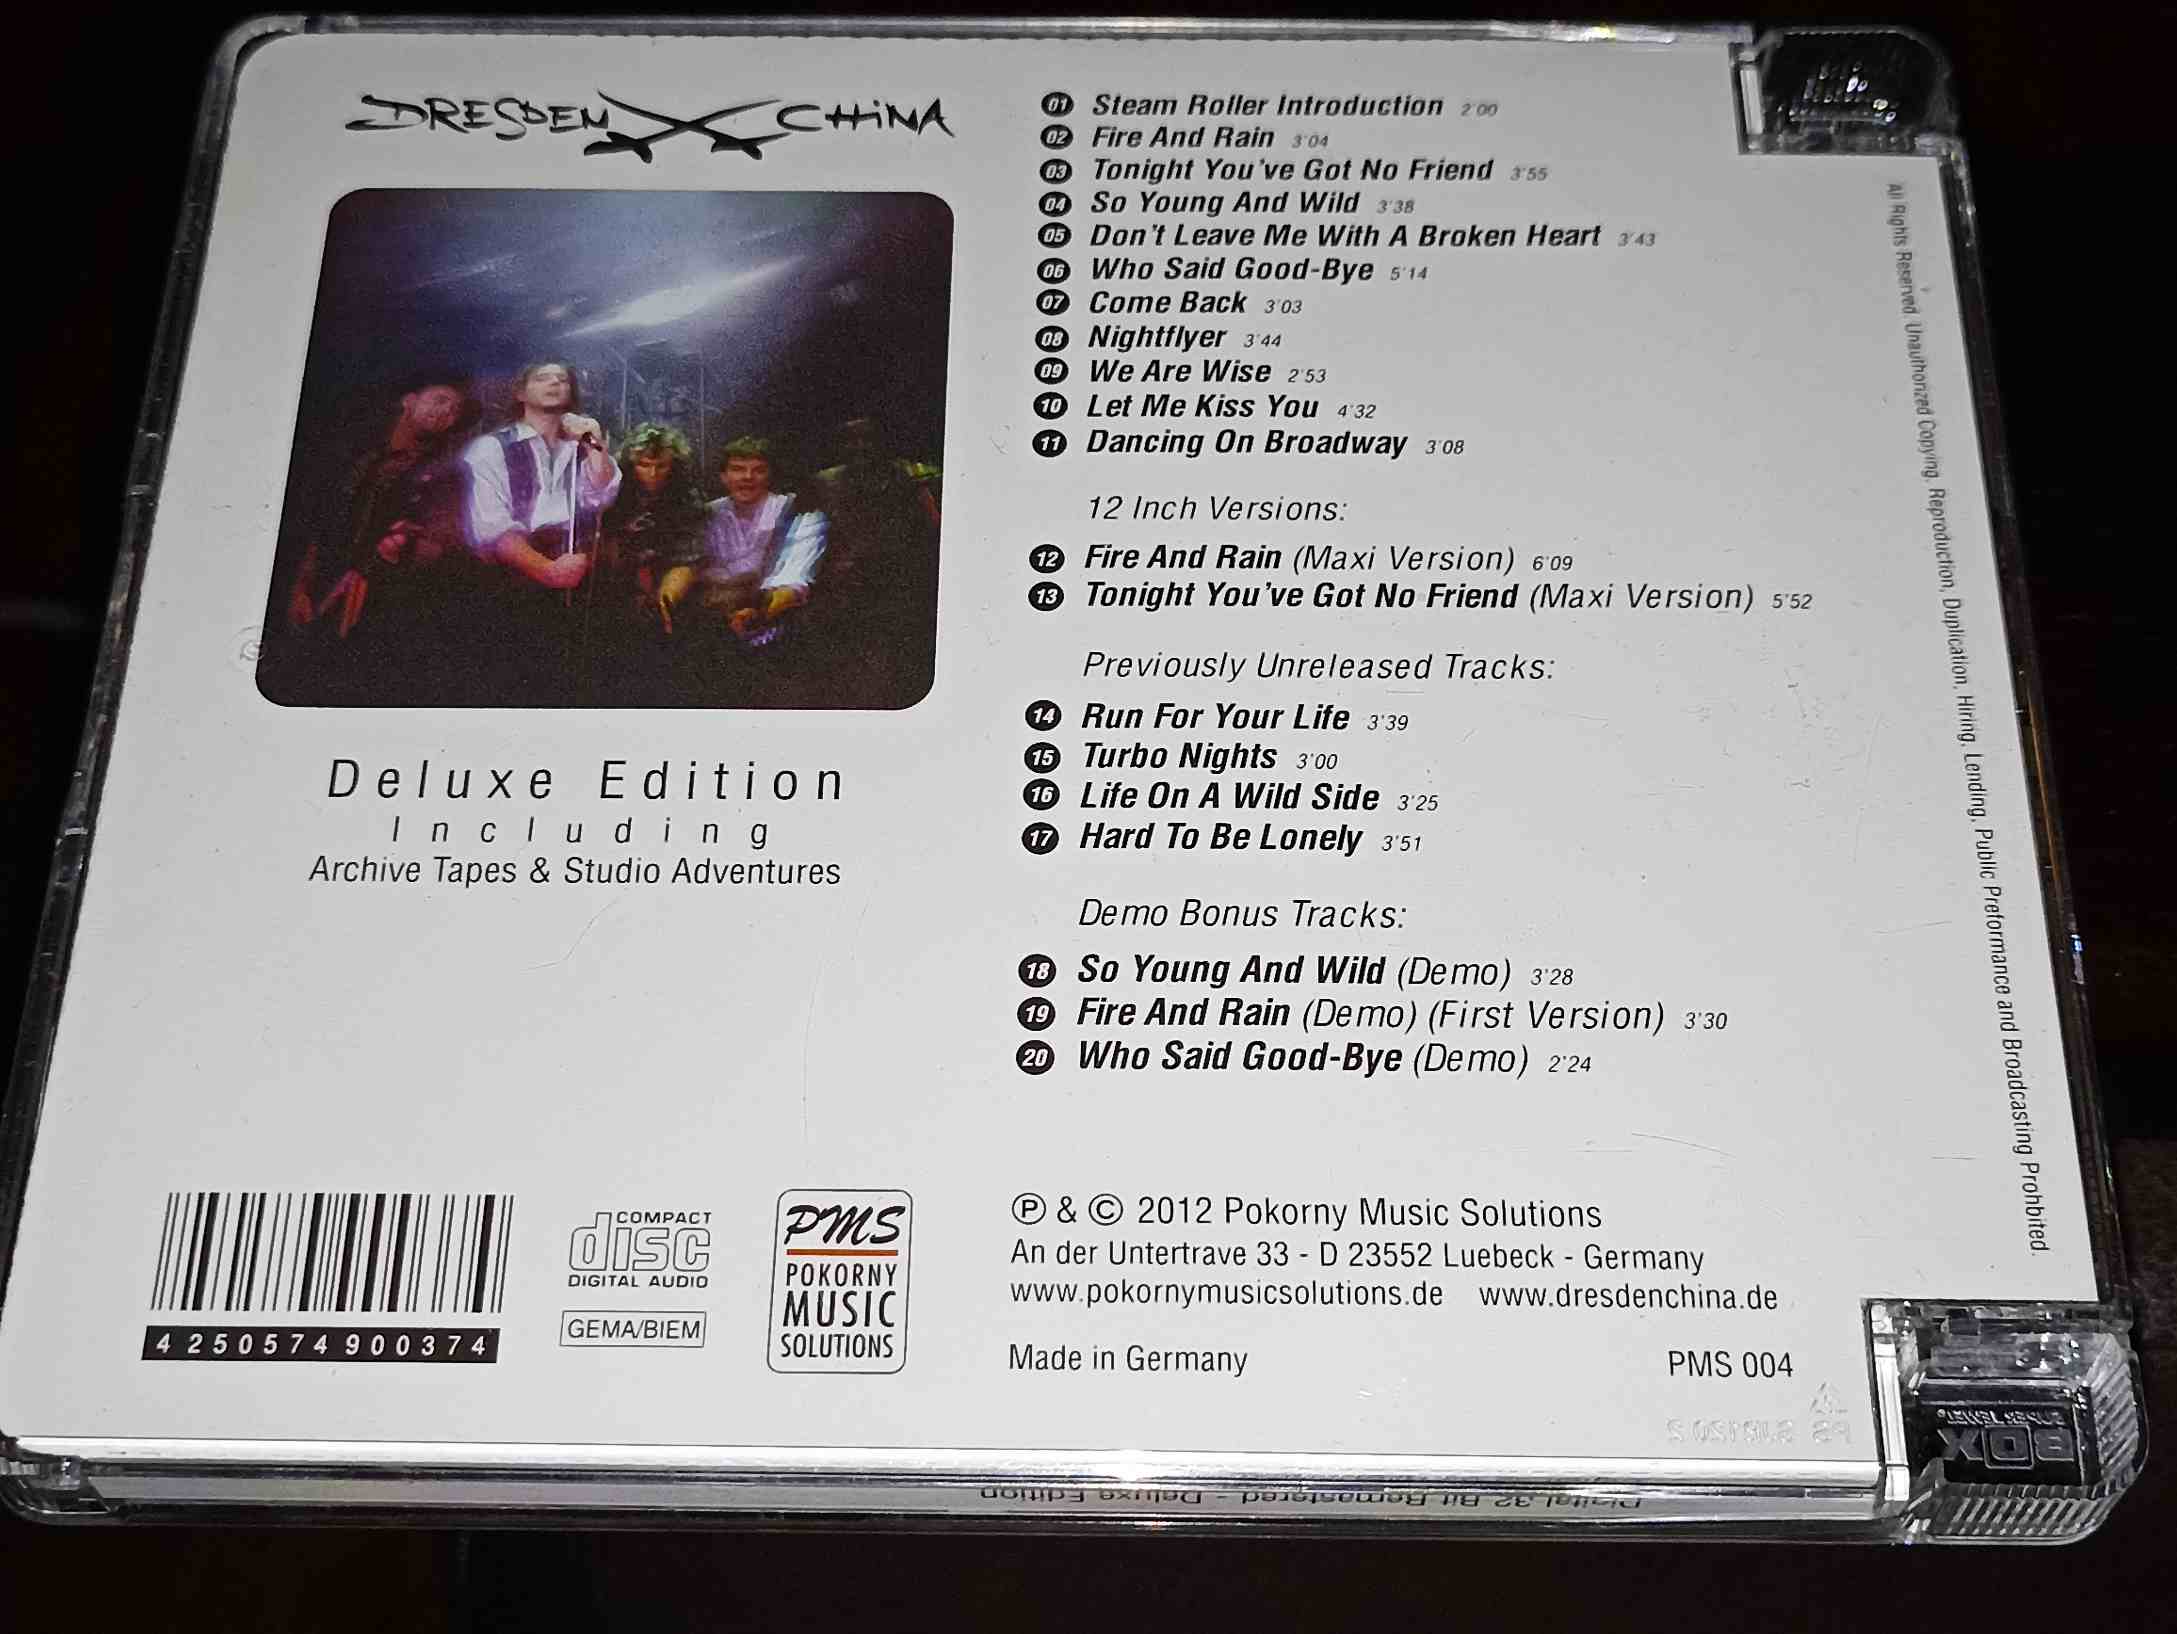 DRESDEN CHINA
Deluxe Edition
Including
Archive Tapes & Studio Adventures
01 Steam Roller Introduction 2'00
02 Fire And Rain 3'04
03 Tonight You've Got No Friend 3'55
04 So Young And Wild 3'38
05 Don't Leave Me With A Broken Heart 3'43
06 Who Said Good-Bye 5'14
07 Come Back 3'03
08 Nightflyer 3'44
09 We Are Wise 2'53
10 Let Me Kiss You 4'32
11 Dancing On Broadway 3'08
12 Inch Versions:
12 Fire And Rain (Maxi Version) 6'09
13 Tonight You've Got No Friend (Maxi Version) 5'52
Previously Unreleased Tracks:
14 Run For Your Life 3'39
15 Turbo Nights 3'00
16 Life On A Wild Side 3'25
17 Hard To Be Lonely 3'51
Demo Bonus Tracks:
18 So Young And Wild (Demo) 3'28
19 Fire And Rain (Demo) (First Version) 3'30
20 Who Said Good-Bye (Demo) 2'24
All Rights Reserved. Unauthorized Copying, Reproduction, Duplication, Hiring, Lending, Public Preformance and Broadcasting Prohbited.
4 250574 900374
COMPACT
disc
DIGITAL AUDIO
GEMA/BIEM
PMS
POKORNY
MUSIC
SOLUTIONS
Ⓟ & © 2012 Pokorny Music Solutions
An der Untertrave 33 - D 23552 Luebeck - Germany
www.pokornymusicsolutions.de www.dresdenchina.de
Made in Germany
PMS 004
SUPER JEWEL
BOX
Digital 32 Bit Remastered - Deluxe Edition